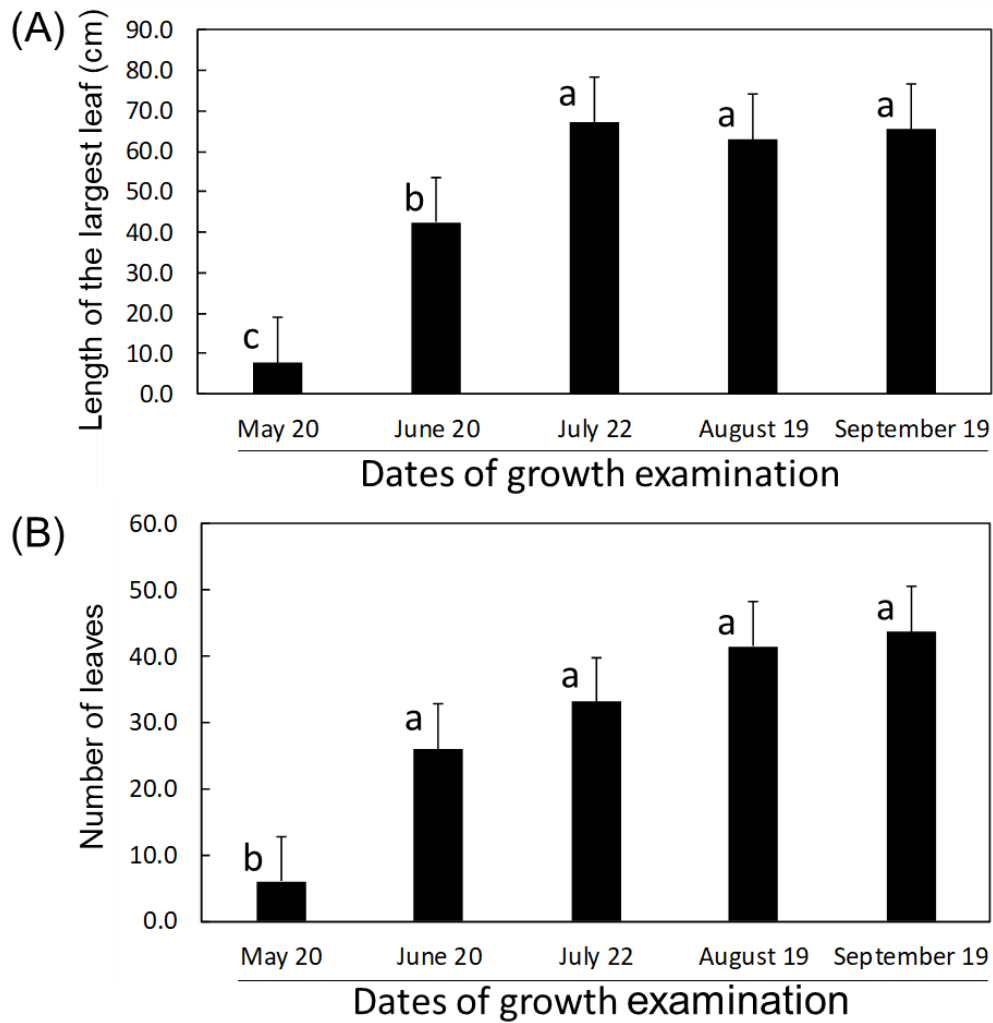 (A)
Length of the largest leaf (cm)
90.0
80.0
70.0
60.0
50.0
40.0
30.0
20.0
10.0
0.0
c
b
a
a
a
May 20
June 20
July 22
August 19
September 19
Dates of growth examination
(B)
Number of leaves
60.0
50.0
40.0
30.0
20.0
10.0
0.0
b
a
a
a
a
May 20
June 20
July 22
August 19
September 19
Dates of growth examination